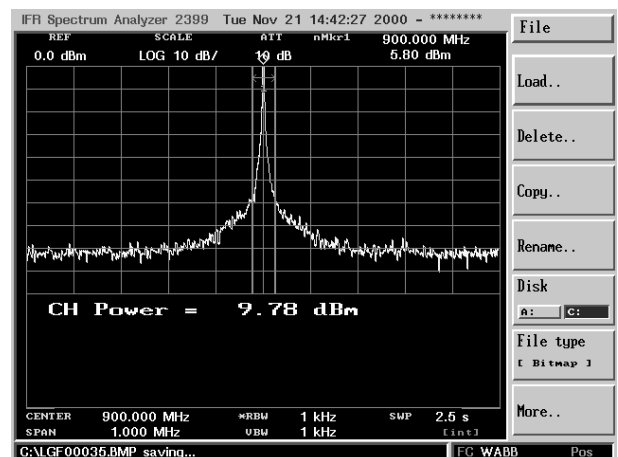 IFR Spectrum Analyzer 2399 Tue Nov 21 14:42:27 2000 - ********
REF SCALE ATT nMkr1 900.000 MHz
0.0 dBm LOG 10 dB/ 10 dB 5.80 dBm
CH Power = 9.78 dBm
CENTER 900.000 MHz *RBW 1 kHz SWP 2.5 s
SPAN 1.000 MHz VBW 1 kHz [int]
C:\LGF00035.BMP saving... FC WABB Pos
File
Load..
Delete..
Copy..
Rename..
Disk
A: C:
File type
[ Bitmap ]
More..